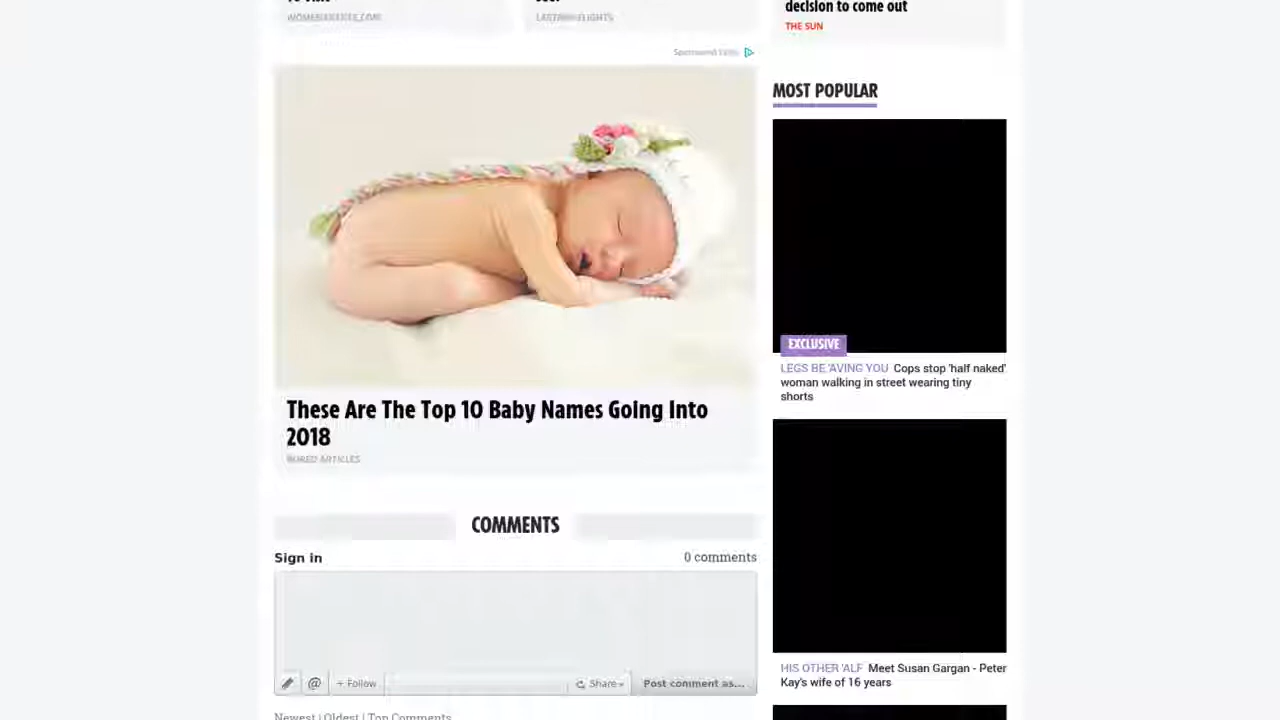 decision to come out
THE SUN
Sponsored Links
These Are The Top 10 Baby Names Going Into
2018
BORED ARTICLES
COMMENTS
Sign in
0 comments
+ Follow
Share
Post comment as...
Newest | Oldest | Top Comments
MOST POPULAR
EXCLUSIVE
LEGS BE 'AVING YOU Cops stop 'half naked'
woman walking in street wearing tiny
shorts
HIS OTHER 'ALF Meet Susan Gargan - Peter
Kay's wife of 16 years